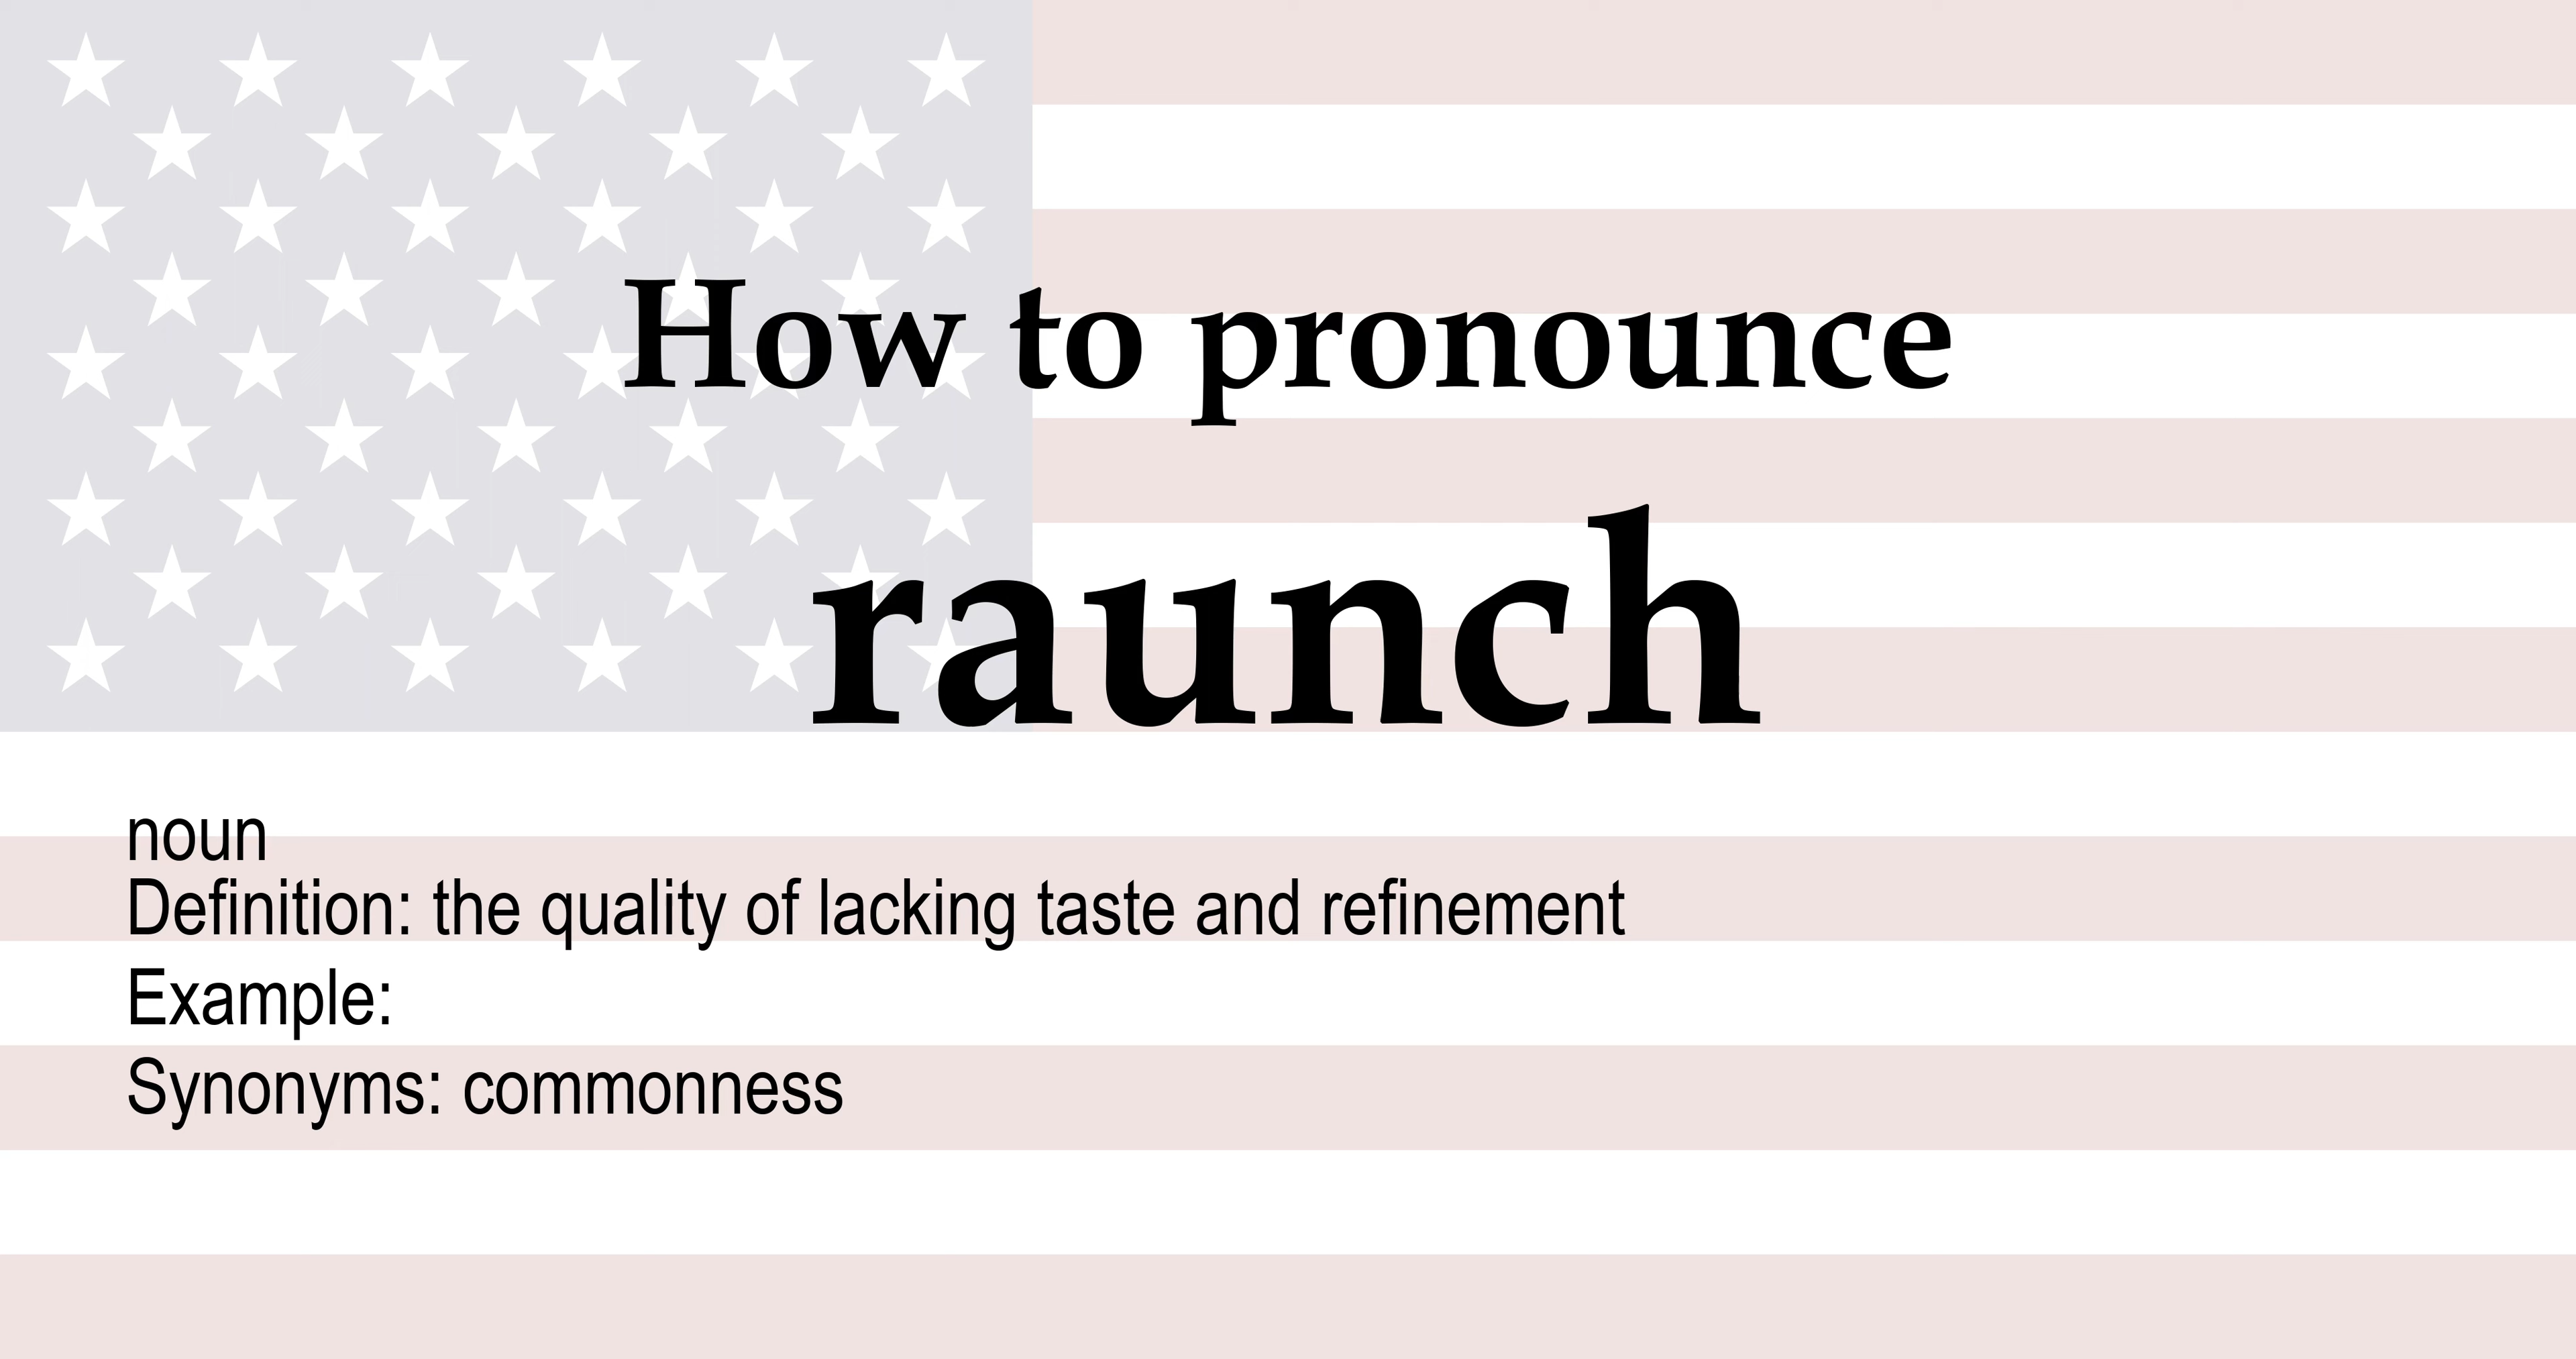 How to pronounce
raunch
noun
Definition: the quality of lacking taste and refinement
Example:
Synonyms: commonness